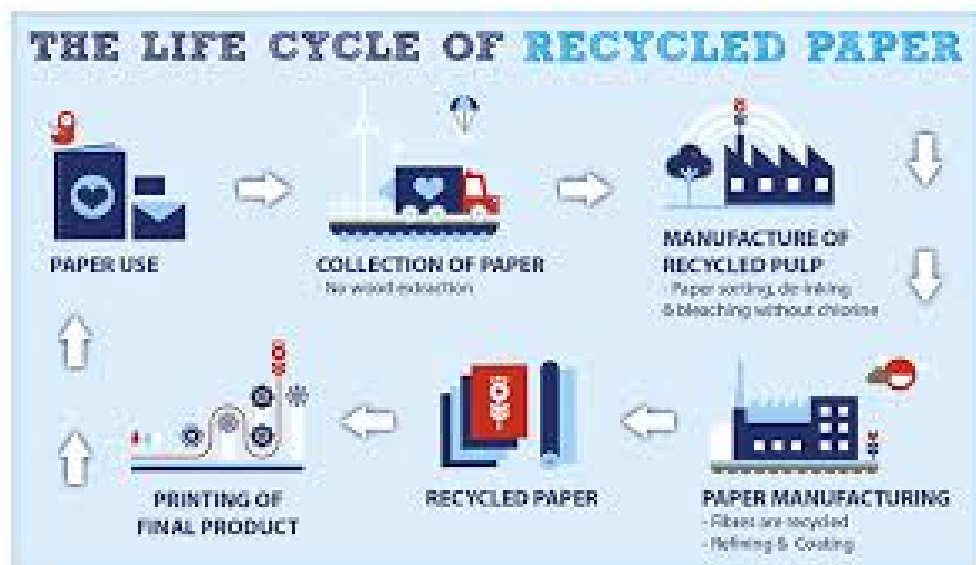 THE LIFE CYCLE OF RECYCLED PAPER
PAPER USE
COLLECTION OF PAPER
- No wood extraction
MANUFACTURE OF
RECYCLED PULP
- Paper sorting, de-inking
& bleaching without chlorine
PAPER MANUFACTURING
- Fibres are recycled
- Refining & Coating
RECYCLED PAPER
PRINTING OF
FINAL PRODUCT